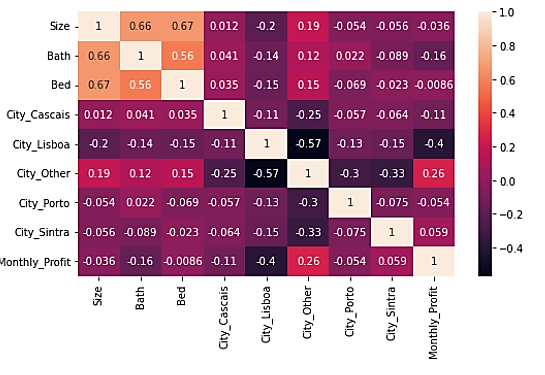 Size 1 0.66 0.67 0.012 -0.2 0.19 -0.054 -0.056 -0.036
Bath 0.66 1 0.56 0.041 -0.14 0.12 0.022 -0.089 -0.16
Bed 0.67 0.56 1 0.035 -0.15 0.15 -0.069 -0.023 -0.0086
City_Cascais 0.012 0.041 0.035 1 -0.11 -0.25 -0.057 -0.064 -0.11
City_Lisboa -0.2 -0.14 -0.15 -0.11 1 -0.57 -0.13 -0.15 -0.4
City_Other 0.19 0.12 0.15 -0.25 -0.57 1 -0.3 -0.33 0.26
City_Porto -0.054 0.022 -0.069 -0.057 -0.13 -0.3 1 -0.075 -0.054
City_Sintra -0.056 -0.089 -0.023 -0.064 -0.15 -0.33 -0.075 1 0.059
Monthly_Profit -0.036 -0.16 -0.0086 -0.11 -0.4 0.26 -0.054 0.059 1
Size Bath Bed City_Cascais City_Lisboa City_Other City_Porto City_Sintra Monthly_Profit
1.0
0.8
0.6
0.4
0.2
0.0
−0.2
−0.4